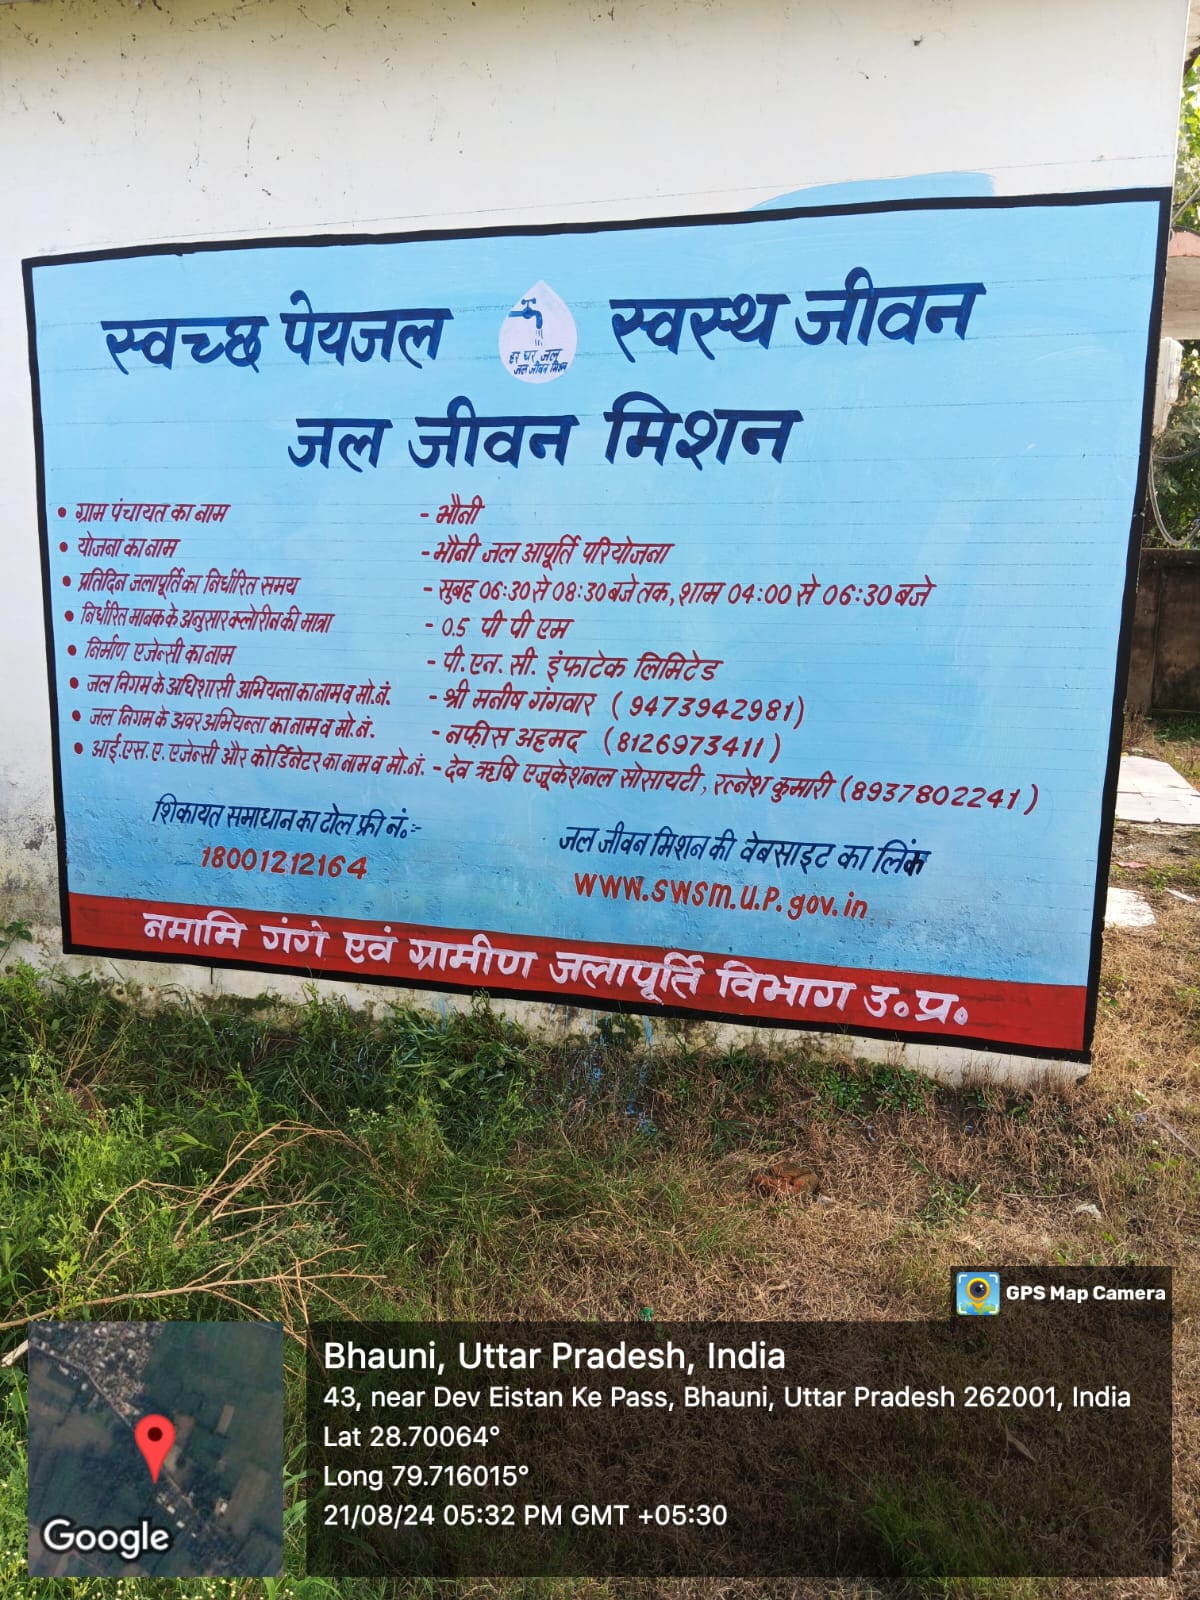 स्वच्छ पेयजल स्वस्थ जीवन
हर घर जल
जल जीवन मिशन
जल जीवन मिशन
• ग्राम पंचायत का नाम - भौनी
• योजना का नाम - भौनी जल आपूर्ति परियोजना
• प्रतिदिन जलापूर्ति का निर्धारित समय - सुबह 06:30 से 08:30 बजे तक, शाम 04:00 से 06:30 बजे
• निर्धारित मानक के अनुसार क्लोरीन की मात्रा - 0.5 पी पी एम
• निर्माण एजेन्सी का नाम - पी. एन. सी. इंफाटेक लिमिटेड
• जल निगम के अधिशासी अभियन्ता का नाम व मो.नं. - श्री मनीष गंगवार (9473942981)
• जल निगम के अवर अभियन्ता का नाम व मो.नं. - नफ़ीस अहमद (8126973411)
• आई.एस.ए. एजेन्सी और कोर्डिनेटर का नाम व मो.नं. - देव ऋषि एजूकेशनल सोसायटी, रत्नेश कुमारी (8937802241)
शिकायत समाधान का टोल फ्री नं.:-
18001212164
जल जीवन मिशन की वेबसाइट का लिंक
www.swsm.u.P.gov.in
नमामि गंगे एवं ग्रामीण जलापूर्ति विभाग उ.प्र.
GPS Map Camera
Bhauni, Uttar Pradesh, India
43, near Dev Eistan Ke Pass, Bhauni, Uttar Pradesh 262001, India
Lat 28.70064°
Long 79.716015°
21/08/24 05:32 PM GMT +05:30
Google